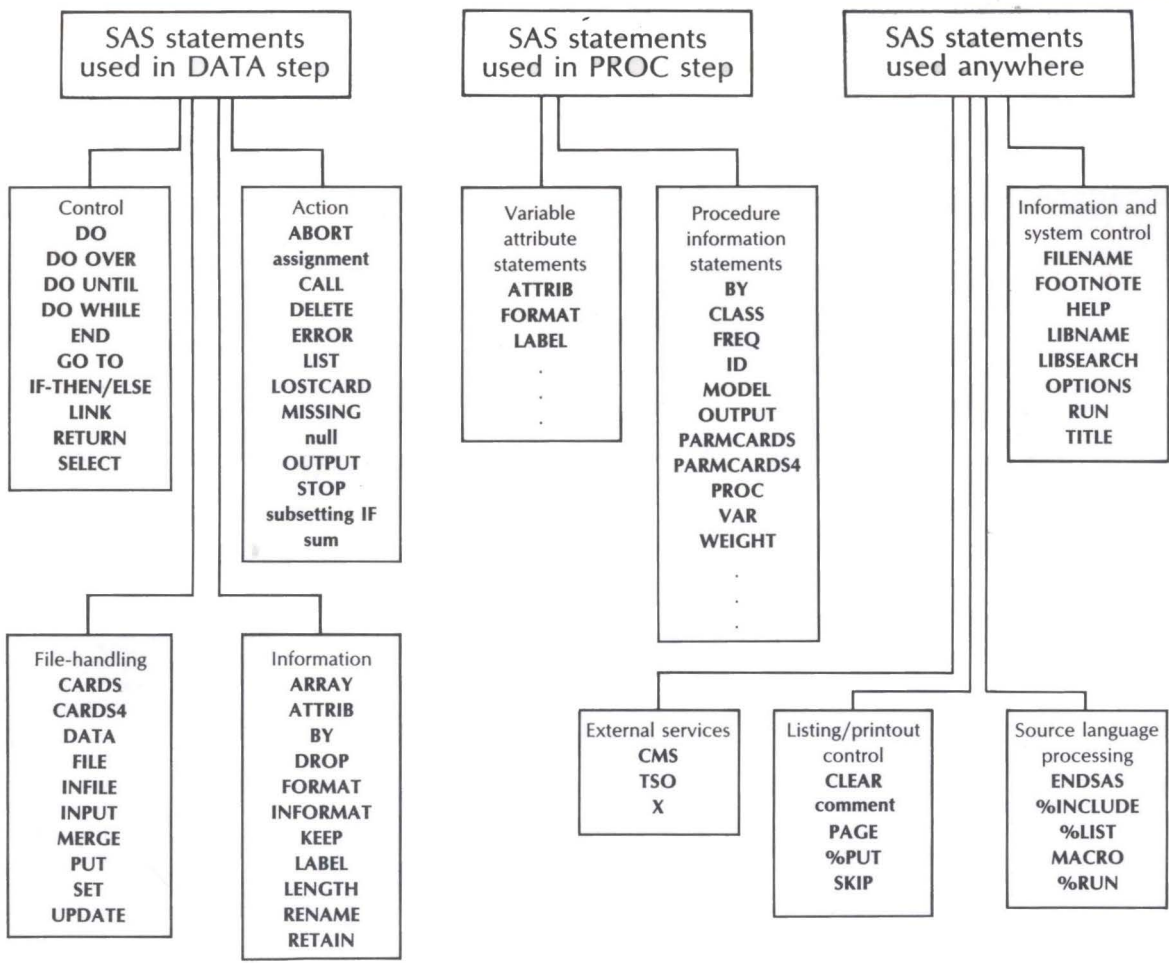 SAS statements
used in DATA step
Control
DO
DO OVER
DO UNTIL
DO WHILE
END
GO TO
IF-THEN/ELSE
LINK
RETURN
SELECT
Action
ABORT
assignment
CALL
DELETE
ERROR
LIST
LOSTCARD
MISSING
null
OUTPUT
STOP
subsetting IF
sum
File-handling
CARDS
CARDS4
DATA
FILE
INFILE
INPUT
MERGE
PUT
SET
UPDATE
Information
ARRAY
ATTRIB
BY
DROP
FORMAT
INFORMAT
KEEP
LABEL
LENGTH
RENAME
RETAIN
SAS statements
used in PROC step
Variable
attribute
statements
ATTRIB
FORMAT
LABEL
.
.
.
Procedure
information
statements
BY
CLASS
FREQ
ID
MODEL
OUTPUT
PARMCARDS
PARMCARDS4
PROC
VAR
WEIGHT
.
.
.
SAS statements
used anywhere
Information and
system control
FILENAME
FOOTNOTE
HELP
LIBNAME
LIBSEARCH
OPTIONS
RUN
TITLE
External services
CMS
TSO
X
Listing/printout
control
CLEAR
comment
PAGE
%PUT
SKIP
Source language
processing
ENDSAS
%INCLUDE
%LIST
MACRO
%RUN